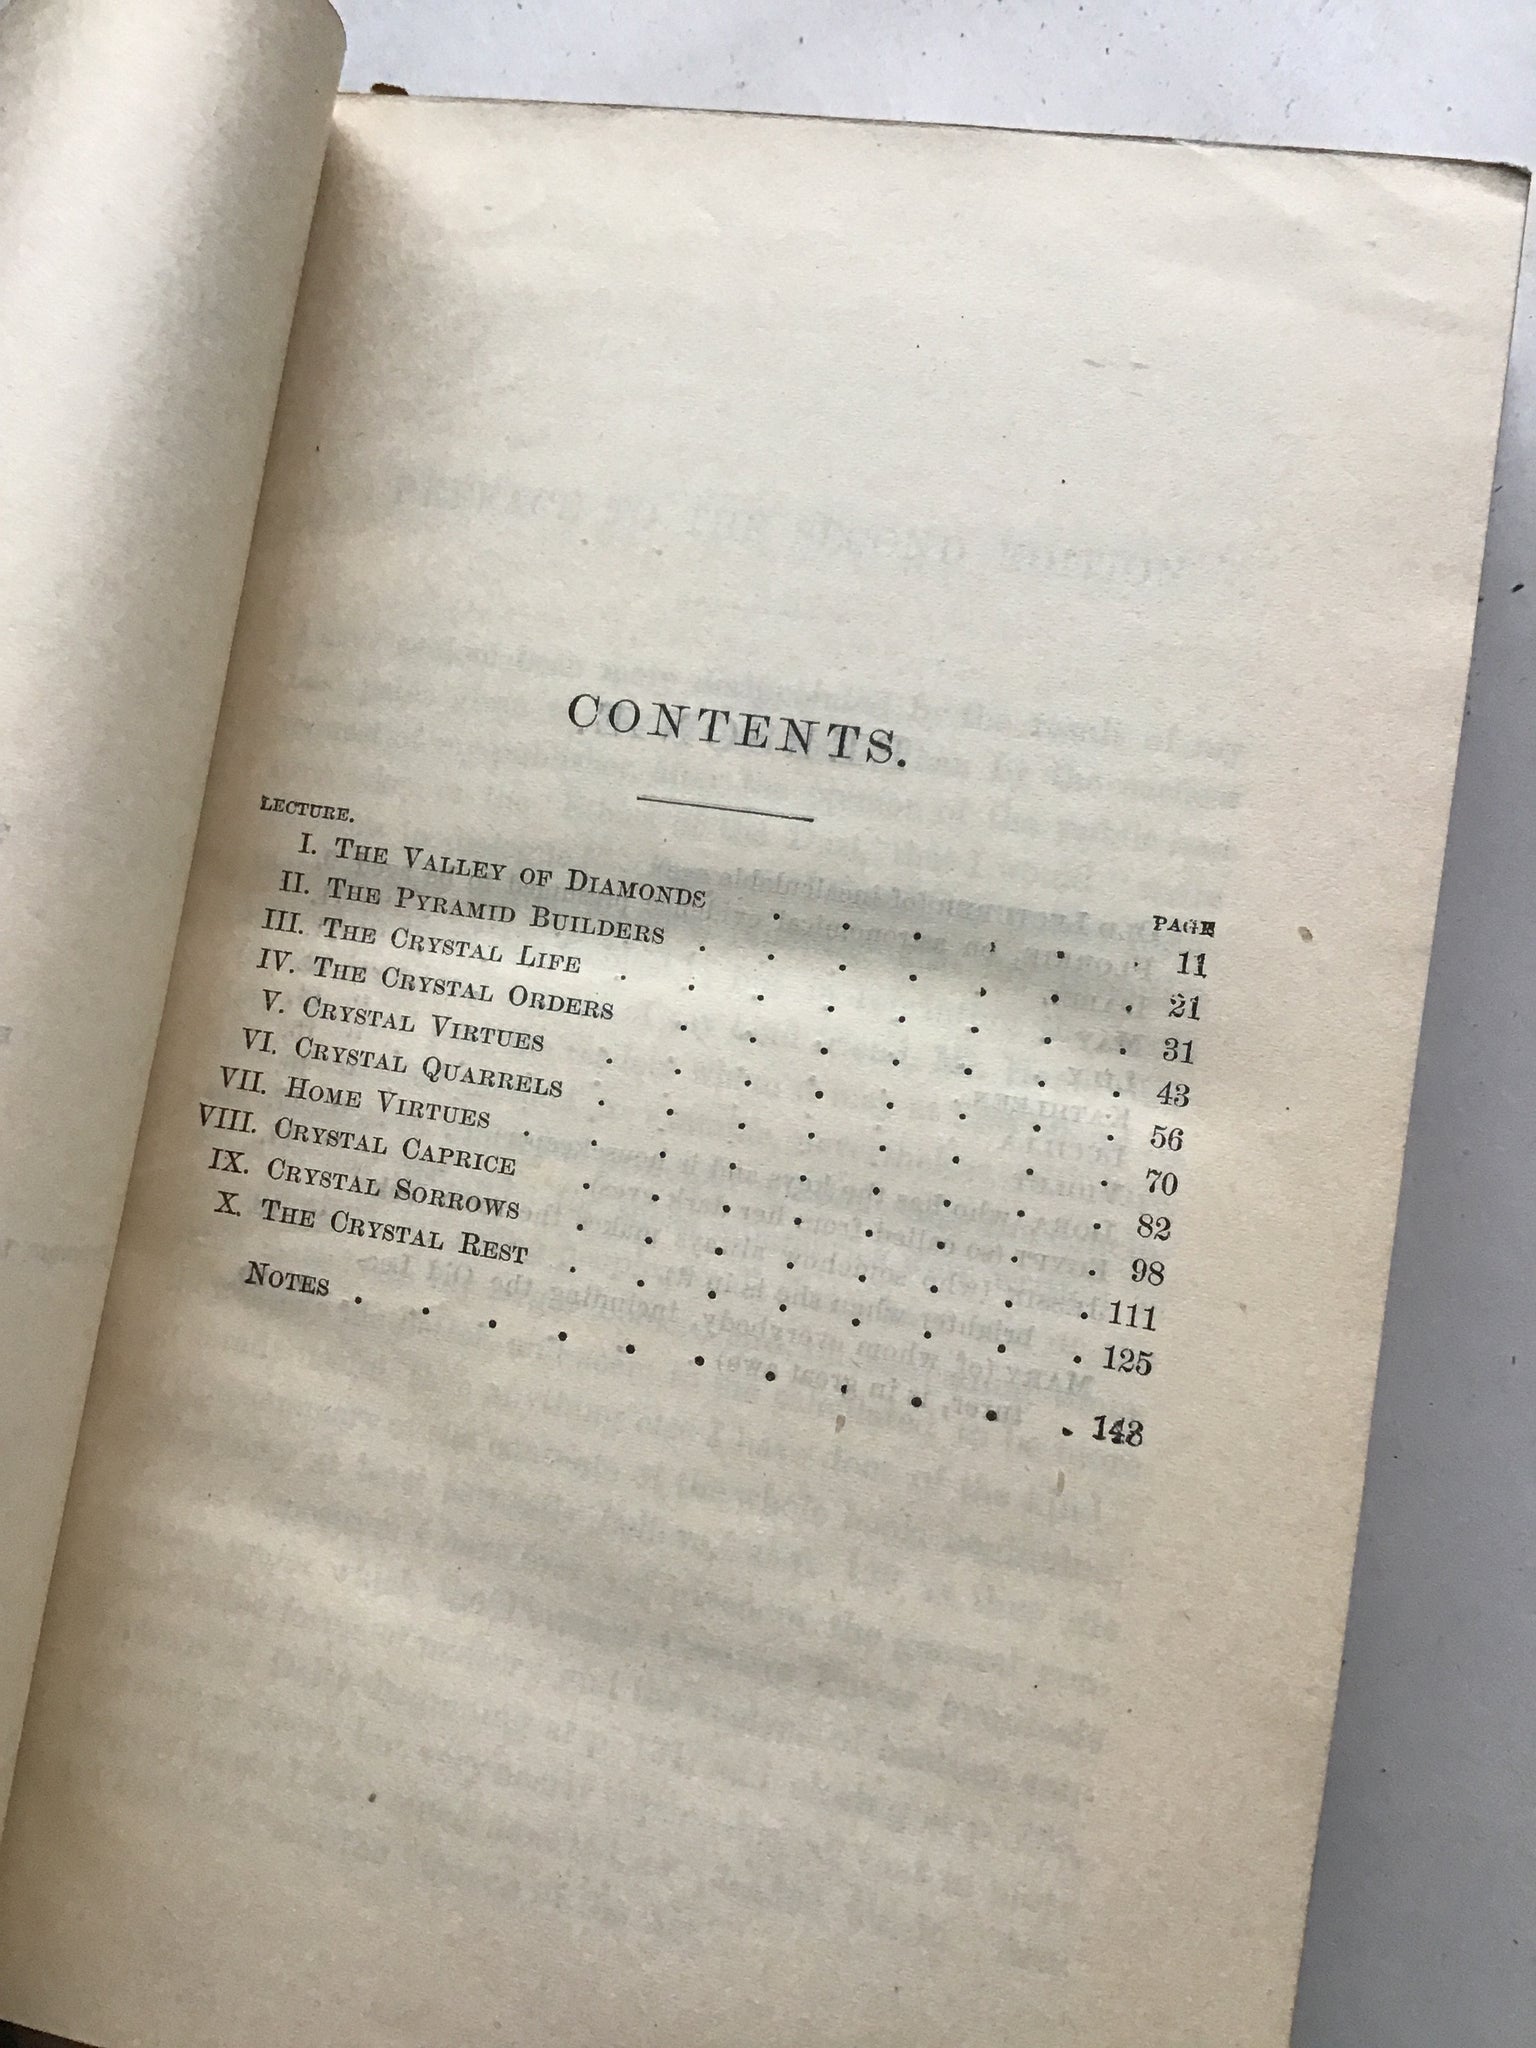 CONTENTS.
LECTURE.
PAGE
I. THE VALLEY OF DIAMONDS . . . . . . 11
II. THE PYRAMID BUILDERS . . . . . . . 21
III. THE CRYSTAL LIFE . . . . . . . . 31
IV. THE CRYSTAL ORDERS . . . . . . . 43
V. CRYSTAL VIRTUES . . . . . . . . 56
VI. CRYSTAL QUARRELS . . . . . . . . 70
VII. HOME VIRTUES . . . . . . . . . 82
VIII. CRYSTAL CAPRICE . . . . . . . . 98
IX. CRYSTAL SORROWS . . . . . . . . 111
X. THE CRYSTAL REST . . . . . . . . 125
NOTES . . . . . . . . . . .